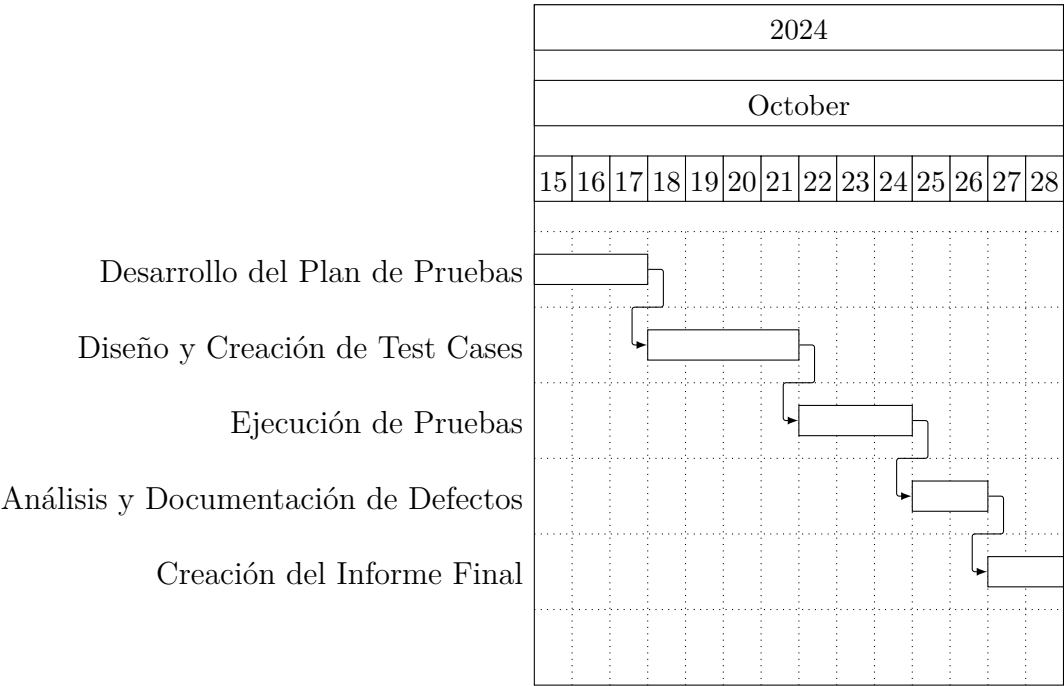 2024
October
15 16 17 18 19 20 21 22 23 24 25 26 27 28
Desarrollo del Plan de Pruebas
Diseño y Creación de Test Cases
Ejecución de Pruebas
Análisis y Documentación de Defectos
Creación del Informe Final